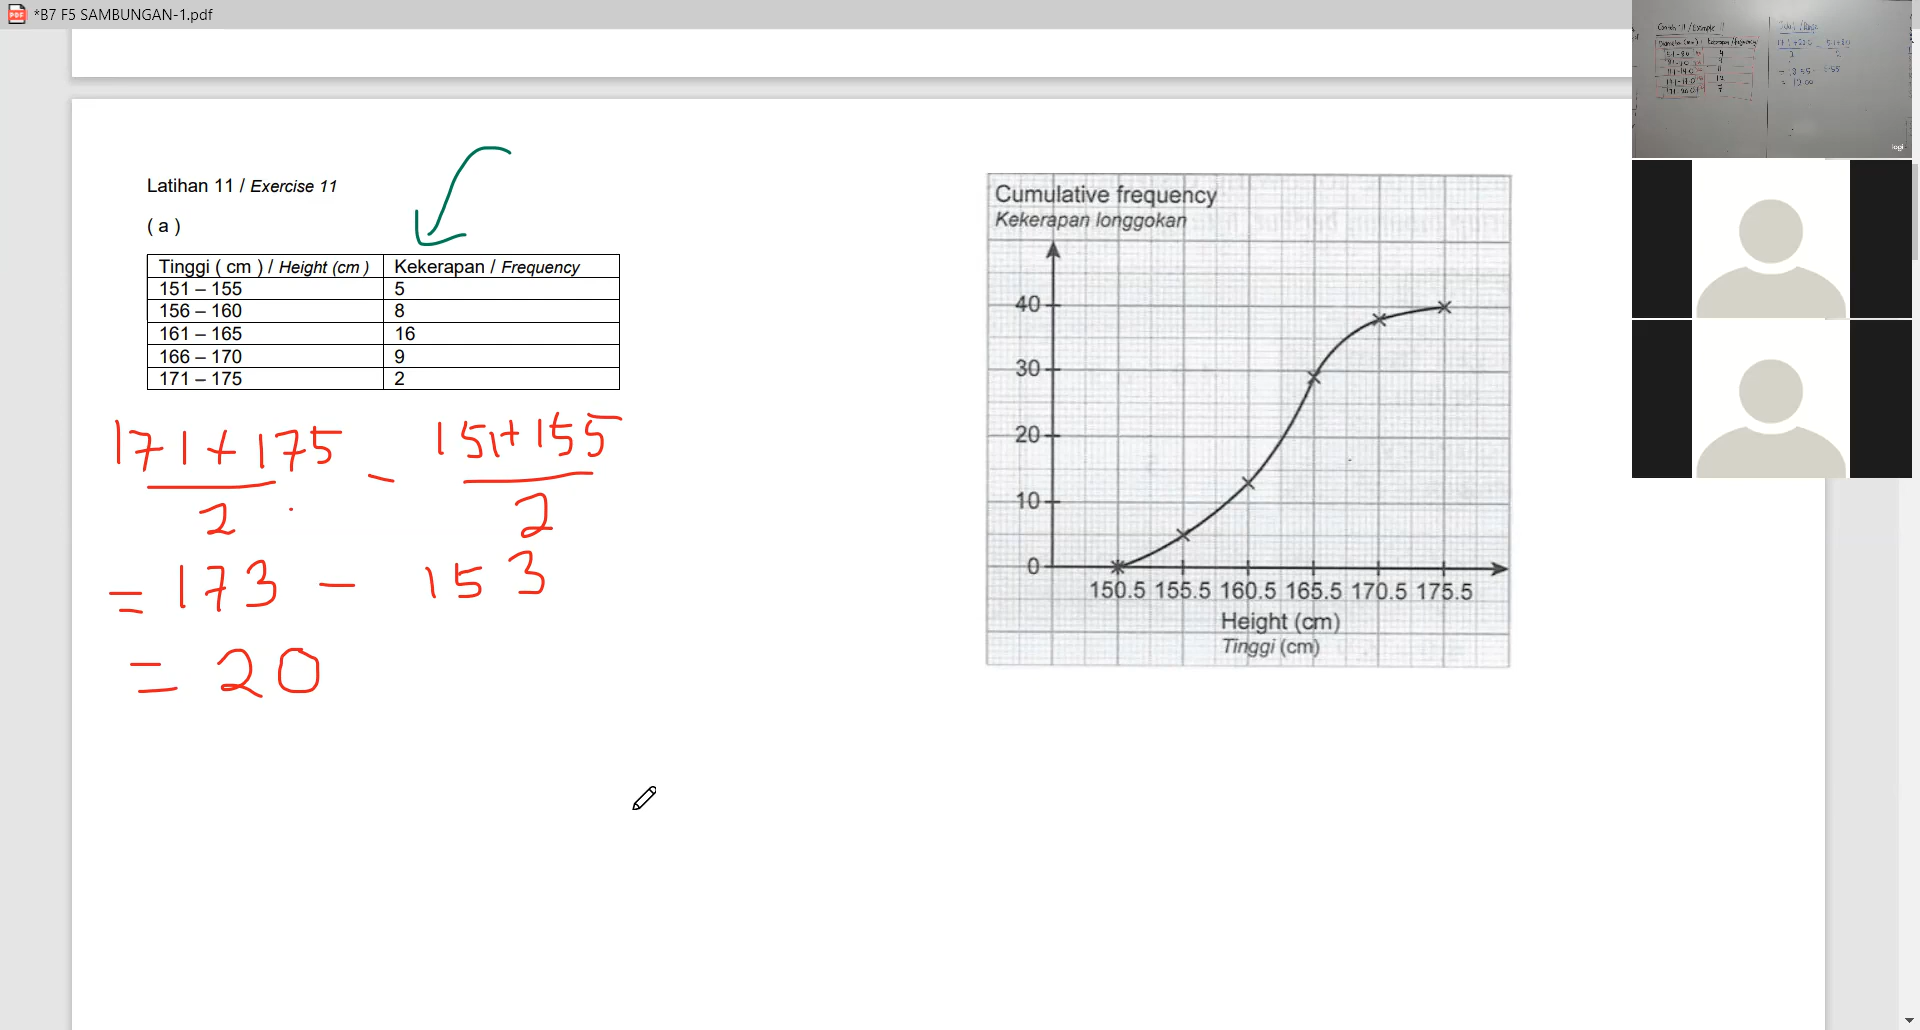 *B7 F5 SAMBUNGAN-1.pdf
Latihan 11 / Exercise 11
( a )
Tinggi ( cm ) / Height (cm ) Kekerapan / Frequency
151 – 155 5
156 – 160 8
161 – 165 16
166 – 170 9
171 – 175 2
171 + 175 - 151 + 155
2 2
= 173 - 153
= 20
Cumulative frequency
Kekerapan longgokan
40
30
20
10
0
150.5 155.5 160.5 165.5 170.5 175.5
Height (cm)
Tinggi (cm)
logi